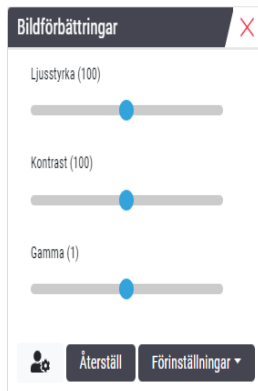 Bildförbättringar
Ljusstyrka (100)
Kontrast (100)
Gamma (1)
Återställ Förinställningar